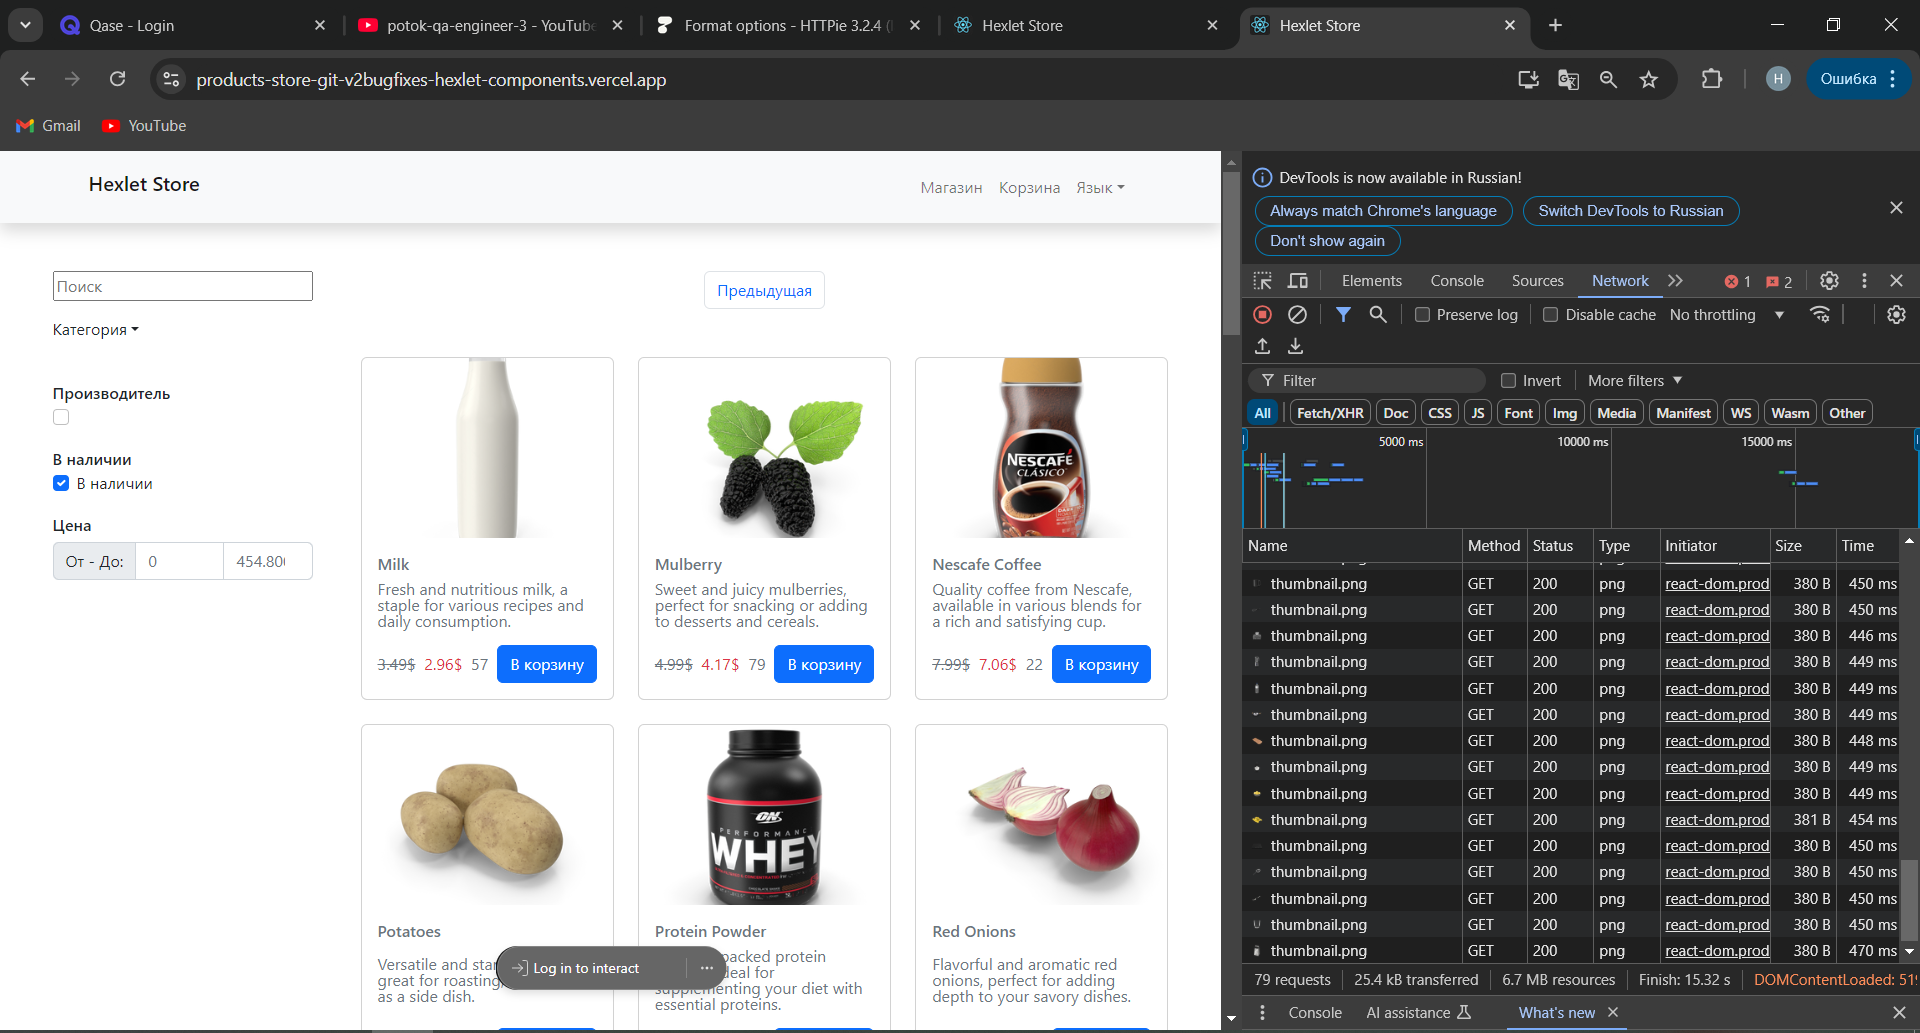 Qase - Login
potok-qa-engineer-3 - YouTube
Format options - HTTPie 3.2.4
Hexlet Store
Hexlet Store
products-store-git-v2bugfixes-hexlet-components.vercel.app
H
Ошибка
Gmail
YouTube
Hexlet Store
Магазин Корзина Язык
Поиск
Предыдущая
Категория
Производитель
В наличии
В наличии
Цена
От - До: 0 454.80
NESCAFÉ
CLÁSICO
Milk
Fresh and nutritious milk, a
staple for various recipes and
daily consumption.
3.49$ 2.96$ 57 В корзину
Mulberry
Sweet and juicy mulberries,
perfect for snacking or adding
to desserts and cereals.
4.99$ 4.17$ 79 В корзину
Nescafe Coffee
Quality coffee from Nescafe,
available in various blends for
a rich and satisfying cup.
7.99$ 7.06$ 22 В корзину
ON
PERFORMANC
WHEY
Potatoes
Versatile and sta
great for roasting,
as a side dish.
Protein Powder
packed protein
deal for
supplementing your diet with
essential proteins.
Red Onions
Flavorful and aromatic red
onions, perfect for adding
depth to your savory dishes.
Log in to interact
DevTools is now available in Russian!
Always match Chrome's language
Switch DevTools to Russian
Don't show again
Elements Console Sources Network 1 2
Preserve log Disable cache No throttling
Filter Invert More filters
All Fetch/XHR Doc CSS JS Font Img Media Manifest WS Wasm Other
5000 ms 10000 ms 15000 ms
Name Method Status Type Initiator Size Time
thumbnail.png GET 200 png react-dom.prod 380 B 450 ms
thumbnail.png GET 200 png react-dom.prod 380 B 450 ms
thumbnail.png GET 200 png react-dom.prod 380 B 446 ms
thumbnail.png GET 200 png react-dom.prod 380 B 449 ms
thumbnail.png GET 200 png react-dom.prod 380 B 449 ms
thumbnail.png GET 200 png react-dom.prod 380 B 449 ms
thumbnail.png GET 200 png react-dom.prod 380 B 448 ms
thumbnail.png GET 200 png react-dom.prod 380 B 449 ms
thumbnail.png GET 200 png react-dom.prod 380 B 449 ms
thumbnail.png GET 200 png react-dom.prod 381 B 454 ms
thumbnail.png GET 200 png react-dom.prod 380 B 450 ms
thumbnail.png GET 200 png react-dom.prod 380 B 450 ms
thumbnail.png GET 200 png react-dom.prod 380 B 450 ms
thumbnail.png GET 200 png react-dom.prod 380 B 450 ms
thumbnail.png GET 200 png react-dom.prod 380 B 470 ms
79 requests 25.4 kB transferred 6.7 MB resources Finish: 15.32 s DOMContentLoaded: 51
Console AI assistance What's new